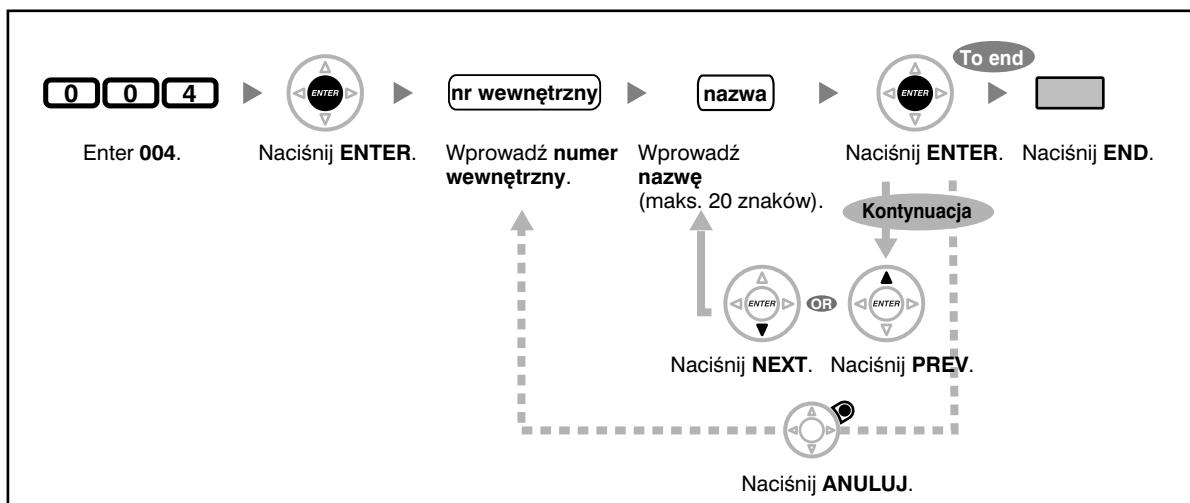 To end
0 0 4 ENTER nr wewnętrzny nazwa ENTER
Enter 004. Naciśnij ENTER. Wprowadź numer wewnętrzny. Wprowadź nazwę (maks. 20 znaków). Naciśnij ENTER. Naciśnij END.
Kontynuacja
ENTER OR ENTER
Naciśnij NEXT. Naciśnij PREV.
Naciśnij ANULUJ.